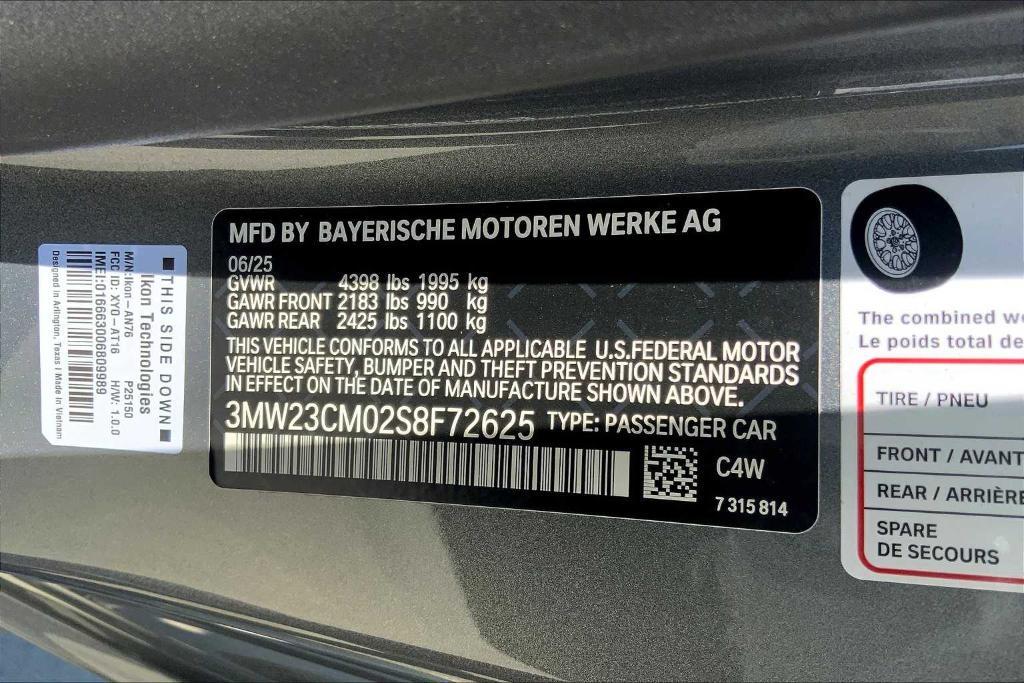 THIS SIDE DOWN
Ikon Technologies
M/N: Ikon-AN76 P25150
FCC ID: XY0-AT16 H/W: 1.0.0
IMEI:016663006809989
Designed in Arlington, Texas | Made in Vietnam
MFD BY BAYERISCHE MOTOREN WERKE AG
06/25
GVWR 4398 lbs 1995 kg
GAWR FRONT 2183 lbs 990 kg
GAWR REAR 2425 lbs 1100 kg
THIS VEHICLE CONFORMS TO ALL APPLICABLE U.S.FEDERAL MOTOR
VEHICLE SAFETY, BUMPER AND THEFT PREVENTION STANDARDS
IN EFFECT ON THE DATE OF MANUFACTURE SHOWN ABOVE.
3MW23CM02S8F72625 TYPE: PASSENGER CAR
C4W
7 315 814
The combined we
Le poids total de
TIRE / PNEU
FRONT / AVANT
REAR / ARRIÈRE
SPARE
DE SECOURS